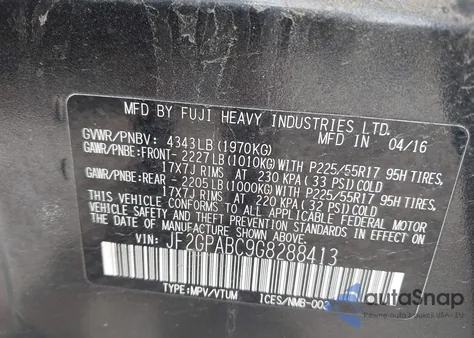 MFD BY FUJI HEAVY INDUSTRIES LTD.
GVWR/PNBV: 4343LB (1970KG) MFD IN 04/16
GAWR/PNBE:FRONT- 2227LB (1010KG) WITH P225/55R17 95H TIRES,
17x7J RIMS AT 230 KPA (33 PSI) COLD
GAWR/PNBE:REAR - 2205LB (1000KG) WITH P225/55R17 95H TIRES,
17x7J RIMS AT 220 KPA (32 PSI) COLD
THIS VEHICLE CONFORMS TO ALL APPLICABLE FEDERAL MOTOR
VEHICLE SAFETY AND THEFT PREVENTION STANDARDS IN EFFECT ON
THE DATE OF MANUFACTURE SHOWN ABOVE.
VIN: JF2GPABC9G8288413
TYPE:MPV/VTUM ICES/NMB-002
autoSnap